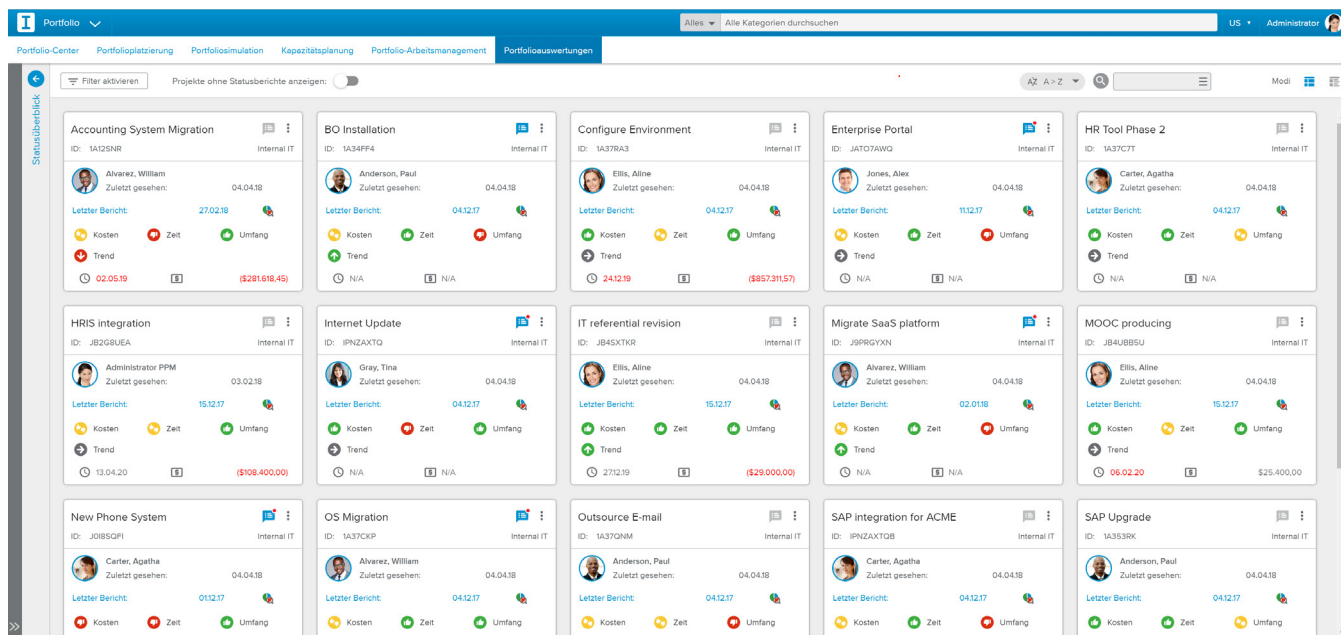 I Portfolio Alles Alle Kategorien durchsuchen US Administrator
Portfolio-Center Portfolioplatzierung Portfoliosimulation Kapazitätsplanung Portfolio-Arbeitsmanagement Portfolioauswertungen
Statusüberblick
Filter aktivieren Projekte ohne Statusberichte anzeigen: AZ A>Z Modi
Accounting System Migration BO Installation Configure Environment Enterprise Portal HR Tool Phase 2
ID: 1A12SNR Internal IT ID: 1A34FF4 Internal IT ID: 1A37RA3 Internal IT ID: JATO7AWQ Internal IT ID: 1A37C7T Internal IT
Alvarez, William Anderson, Paul Ellis, Aline Jones, Alex Carter, Agatha
Zuletzt gesehen: 04.04.18 Zuletzt gesehen: 04.04.18 Zuletzt gesehen: 04.04.18 Zuletzt gesehen: 04.04.18 Zuletzt gesehen: 04.04.18
Letzter Bericht: 27.02.18 Letzter Bericht: 04.12.17 Letzter Bericht: 04.12.17 Letzter Bericht: 11.12.17 Letzter Bericht: 04.12.17
Kosten Zeit Umfang Kosten Zeit Umfang Kosten Zeit Umfang Kosten Zeit Umfang Kosten Zeit Umfang
Trend Trend Trend Trend Trend
02.05.19 $ ($281.618,45) N/A $ N/A 24.12.19 $ ($857.311,57) N/A $ N/A N/A $ N/A
HRIS integration Internet Update IT referential revision Migrate SaaS platform MOOC producing
ID: JB2G8UEA Internal IT ID: IPNZAXTQ Internal IT ID: JB4SXTKR Internal IT ID: J9PRGYXN Internal IT ID: JB4UBB5U Internal IT
Administrator PPM Gray, Tina Ellis, Aline Alvarez, William Ellis, Aline
Zuletzt gesehen: 03.02.18 Zuletzt gesehen: 04.04.18 Zuletzt gesehen: 04.04.18 Zuletzt gesehen: 04.04.18 Zuletzt gesehen: 04.04.18
Letzter Bericht: 15.12.17 Letzter Bericht: 04.12.17 Letzter Bericht: 15.12.17 Letzter Bericht: 02.01.18 Letzter Bericht: 15.12.17
Kosten Zeit Umfang Kosten Zeit Umfang Kosten Zeit Umfang Kosten Zeit Umfang Kosten Zeit Umfang
Trend Trend Trend Trend Trend
13.04.20 $ ($108.400,00) N/A $ N/A 27.12.19 $ ($29.000,00) N/A $ N/A 06.02.20 $ $25.400,00
New Phone System OS Migration Outsource E-mail SAP integration for ACME SAP Upgrade
ID: J0I8SQFI Internal IT ID: 1A37CKP Internal IT ID: 1A37QNM Internal IT ID: IPNZAXTQB Internal IT ID: 1A353RK Internal IT
Carter, Agatha Alvarez, William Anderson, Paul Carter, Agatha Anderson, Paul
Zuletzt gesehen: 04.04.18 Zuletzt gesehen: 04.04.18 Zuletzt gesehen: 04.04.18 Zuletzt gesehen: 04.04.18 Zuletzt gesehen: 04.04.18
Letzter Bericht: 01.12.17 Letzter Bericht: 04.12.17 Letzter Bericht: 04.12.17 Letzter Bericht: 04.12.17 Letzter Bericht: 04.12.17
Kosten Zeit Umfang Kosten Zeit Umfang Kosten Zeit Umfang Kosten Zeit Umfang Kosten Zeit Umfang